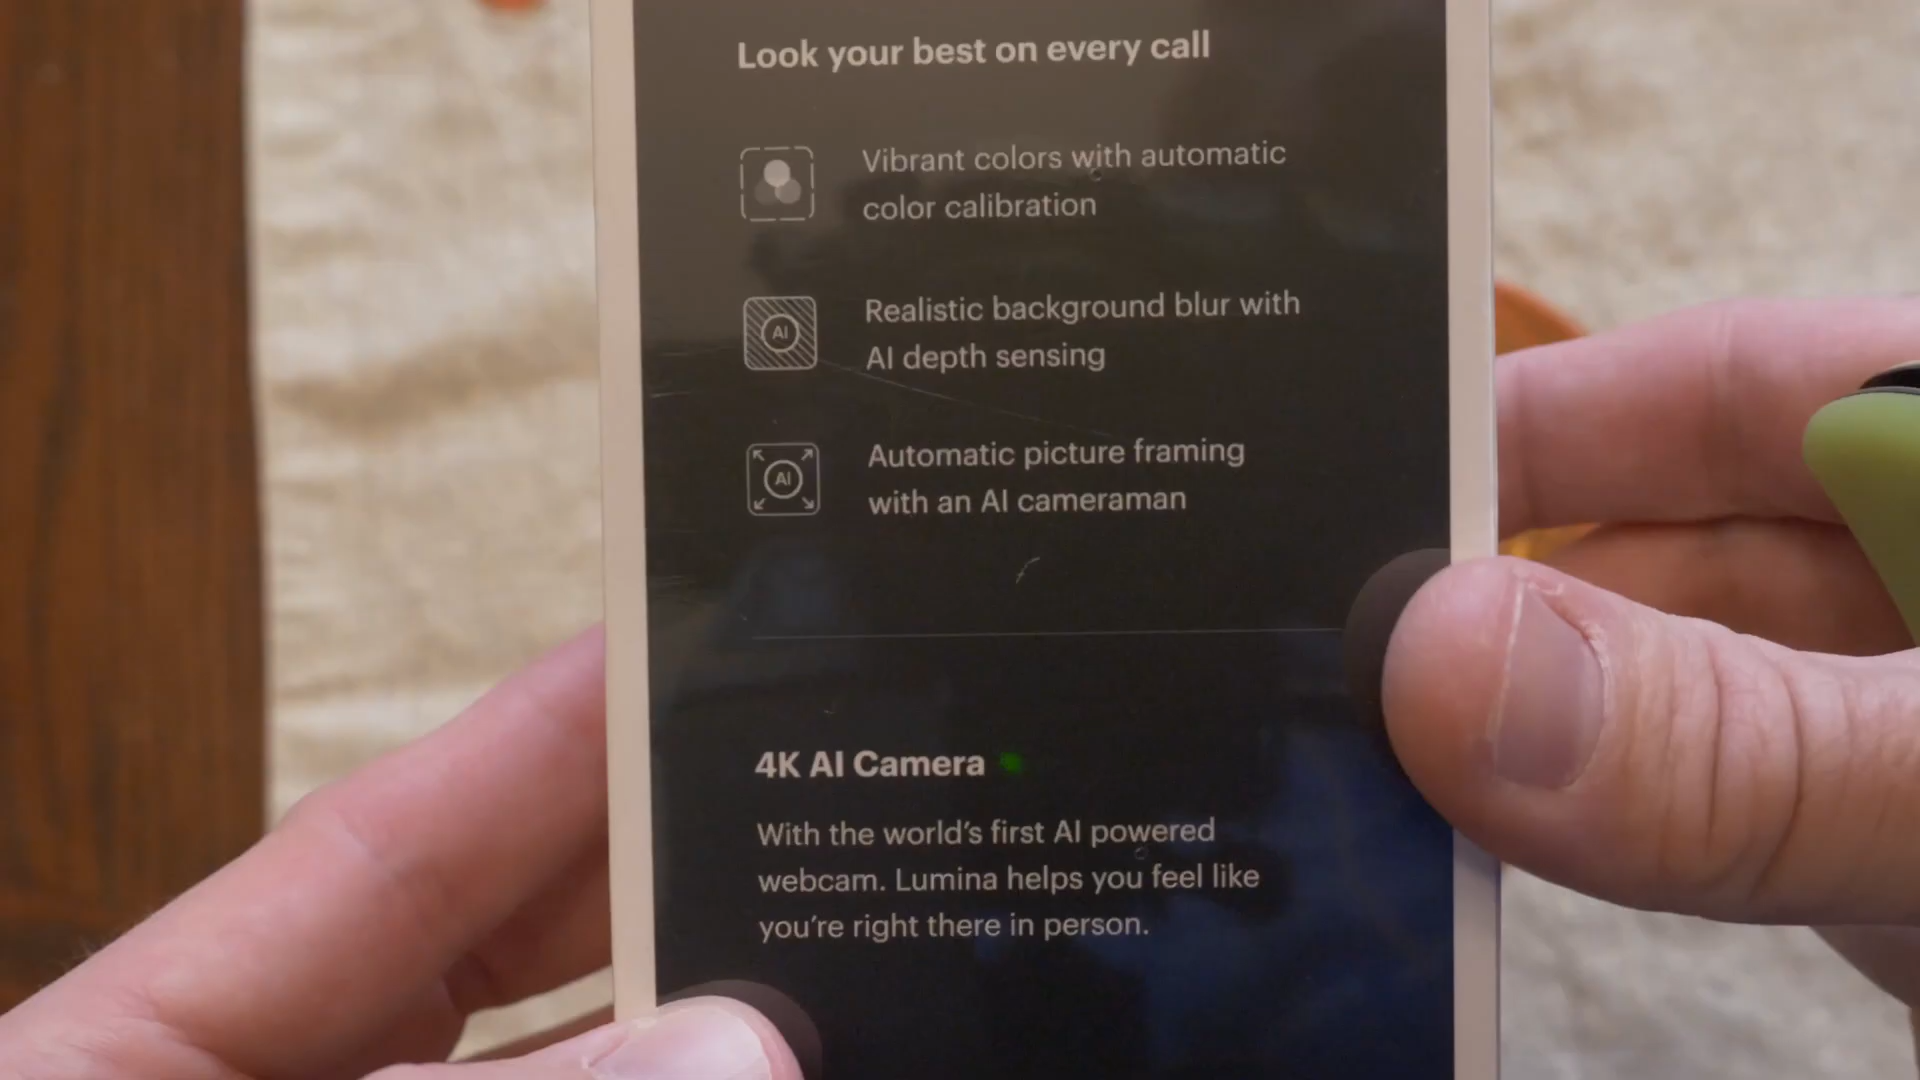 Look your best on every call
Vibrant colors with automatic
color calibration
AI
Realistic background blur with
AI depth sensing
AI
Automatic picture framing
with an AI cameraman
4K AI Camera
With the world's first AI powered
webcam. Lumina helps you feel like
you're right there in person.